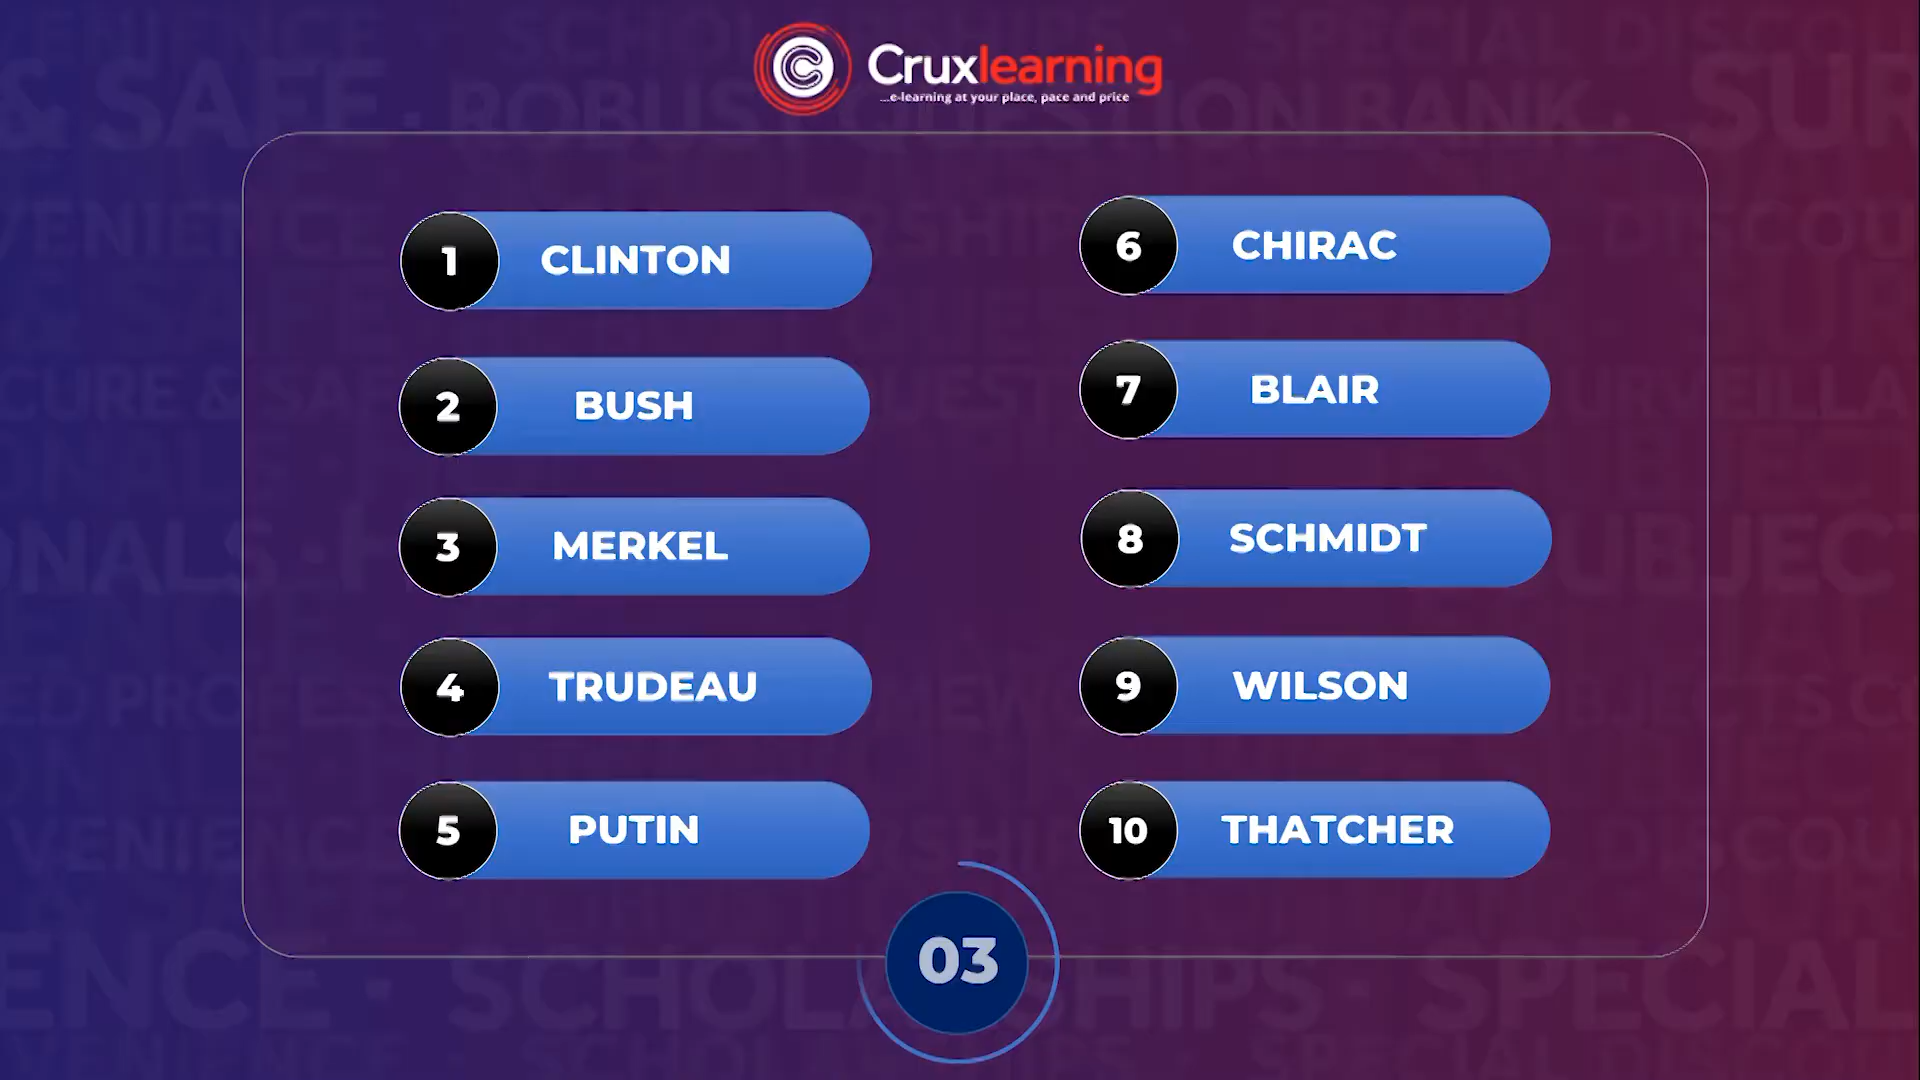 Cruxlearning
...e-learning at your place, pace and price
1 CLINTON
2 BUSH
3 MERKEL
4 TRUDEAU
5 PUTIN
6 CHIRAC
7 BLAIR
8 SCHMIDT
9 WILSON
10 THATCHER
03